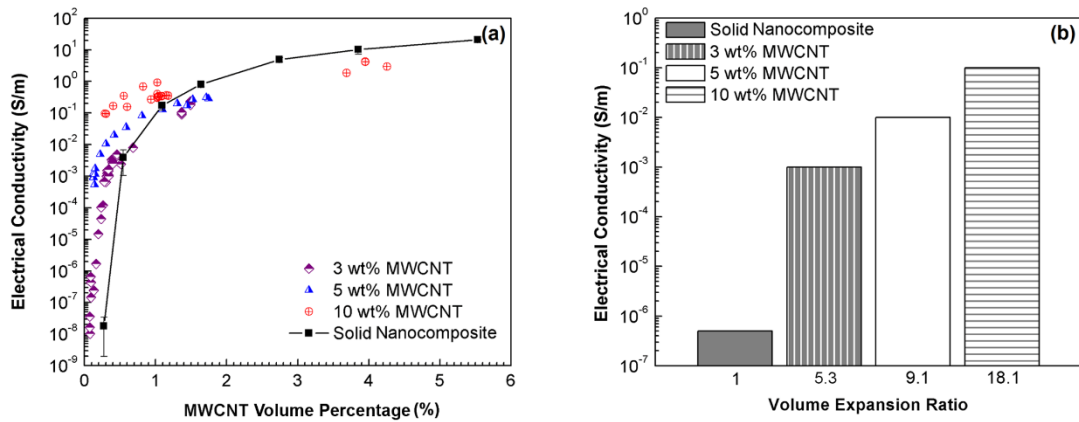 (a)
Electrical Conductivity (S/m)
10^2
10^1
10^0
10^-1
10^-2
10^-3
10^-4
10^-5
10^-6
10^-7
10^-8
10^-9
3 wt% MWCNT
5 wt% MWCNT
10 wt% MWCNT
Solid Nanocomposite
0 1 2 3 4 5 6
MWCNT Volume Percentage (%)
(b)
Electrical Conductivity (S/m)
Solid Nanocomposite
3 wt% MWCNT
5 wt% MWCNT
10 wt% MWCNT
10^0
10^-1
10^-2
10^-3
10^-4
10^-5
10^-6
10^-7
1 5.3 9.1 18.1
Volume Expansion Ratio